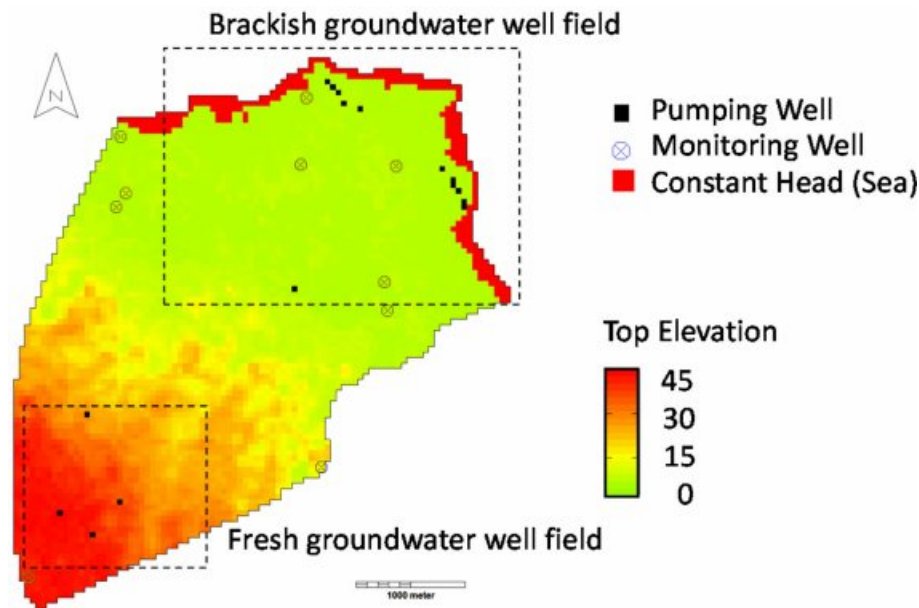 Brackish groundwater well field
N
Pumping Well
Monitoring Well
Constant Head (Sea)
Top Elevation
45
30
15
0
Fresh groundwater well field
1000 meter